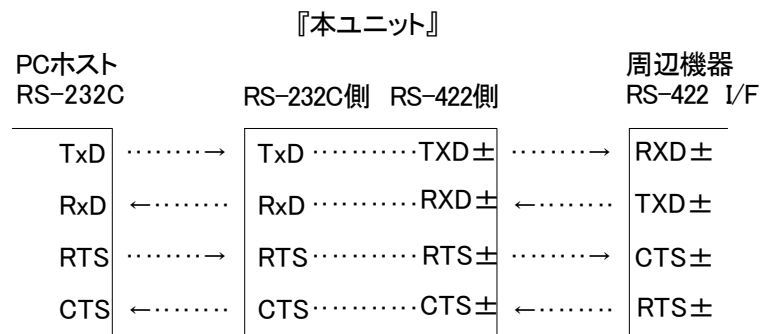 『本ユニット』
PCホスト 周辺機器
RS-232C RS-232C側 RS-422側 RS-422 I/F
TxD ········→ TxD ···········TXD± ········→ RXD±
RxD ←········ RxD ···········RXD± ←········ TXD±
RTS ········→ RTS ···········RTS± ········→ CTS±
CTS ←········ CTS ···········CTS± ←········ RTS±